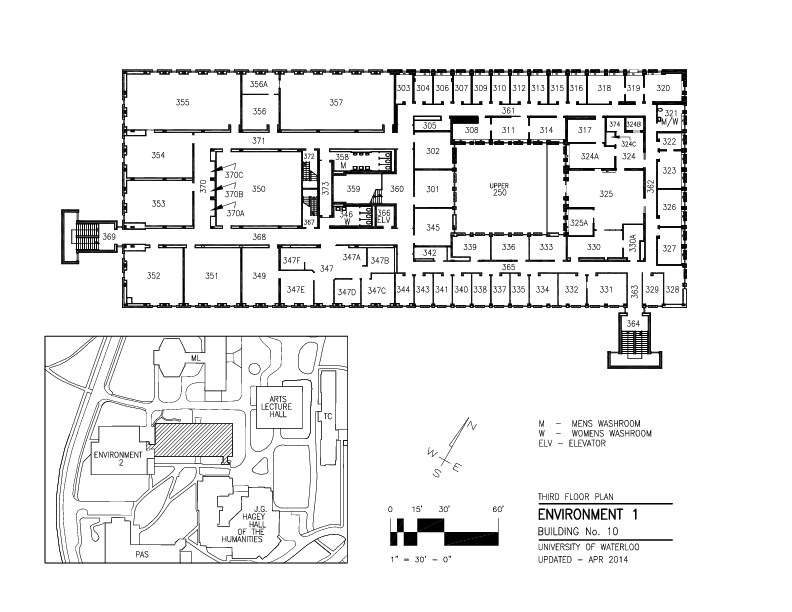 355
356A
356
357
303
304
306
307
309
310
312
313
315
316
318
319
320
361
305
308
311
314
317
374
324B
324C
324A
324
321
M/W
322
371
354
372
358
M
302
370C
370
370B
350
370A
373
359
360
301
UPPER
250
325
362
323
353
367
346
W
366
ELV
345
325A
326
369
368
342
339
336
333
330
330A
327
352
351
349
347F
347A
347B
347
347E
347D
347C
365
344
343
341
340
338
337
335
334
332
331
363
329
328
364
ML
ARTS
LECTURE
HALL
TC
ENVIRONMENT
2
J.G.
HAGEY
HALL
OF THE
HUMANITIES
PAS
N
W
E
S
M – MENS WASHROOM
W – WOMENS WASHROOM
ELV – ELEVATOR
0 15' 30' 60'
1" = 30' - 0"
THIRD FLOOR PLAN
ENVIRONMENT 1
BUILDING No. 10
UNIVERSITY OF WATERLOO
UPDATED – APR 2014